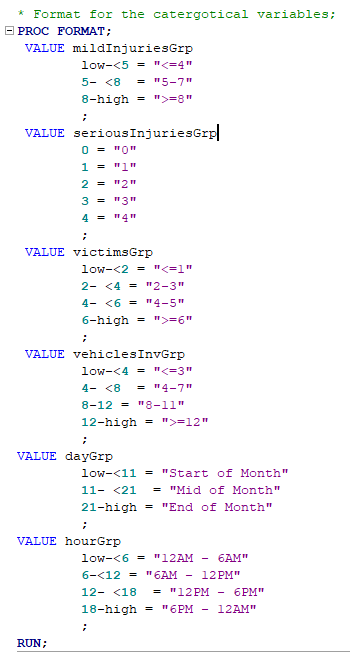 * Format for the catergotical variables;
PROC FORMAT;
VALUE mildInjuriesGrp
low-<5 = "<=4"
5- <8  = "5-7"
8-high = ">=8"
;
VALUE seriousInjuriesGrp
0 = "0"
1 = "1"
2 = "2"
3 = "3"
4 = "4"
;
VALUE victimsGrp
low-<2 = "<=1"
2- <4 = "2-3"
4- <6 = "4-5"
6-high = ">=6"
;
VALUE vehiclesInvGrp
low-<4 = "<=3"
4- <8  = "4-7"
8-12 = "8-11"
12-high = ">=12"
;
VALUE dayGrp
low-<11 = "Start of Month"
11- <21  = "Mid of Month"
21-high = "End of Month"
;
VALUE hourGrp
low-<6 = "12AM - 6AM"
6-<12 = "6AM - 12PM"
12- <18  = "12PM - 6PM"
18-high = "6PM - 12AM"
;
RUN;